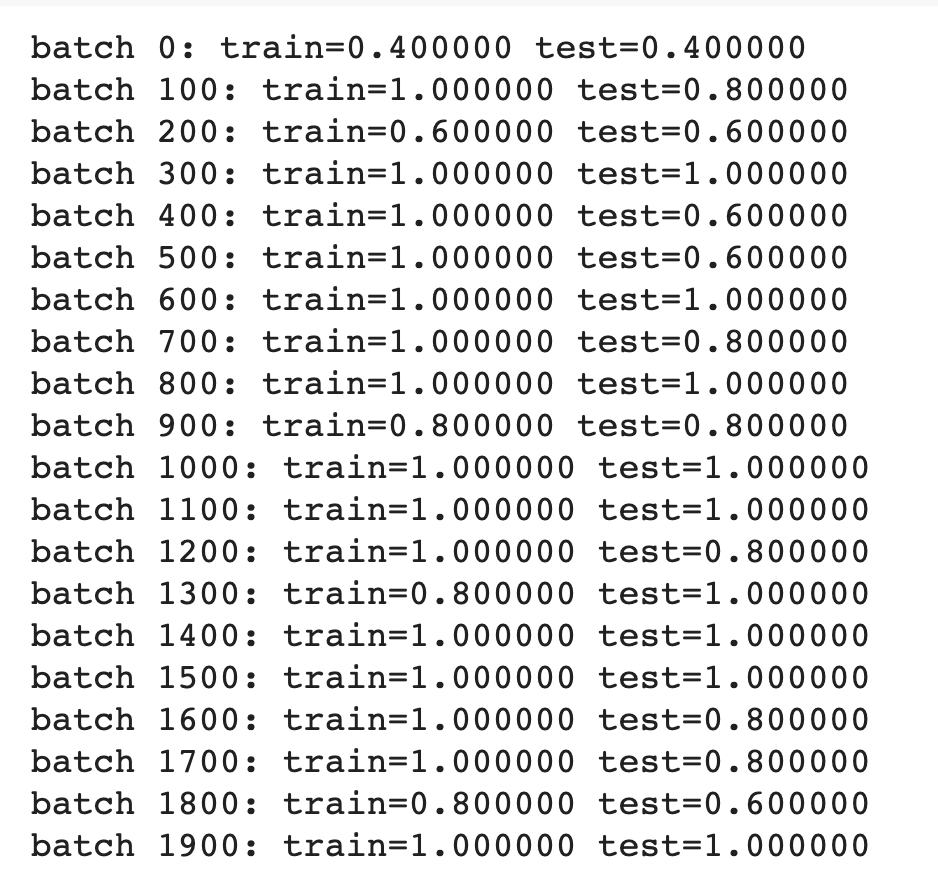 batch 0: train=0.400000 test=0.400000
batch 100: train=1.000000 test=0.800000
batch 200: train=0.600000 test=0.600000
batch 300: train=1.000000 test=1.000000
batch 400: train=1.000000 test=0.600000
batch 500: train=1.000000 test=0.600000
batch 600: train=1.000000 test=1.000000
batch 700: train=1.000000 test=0.800000
batch 800: train=1.000000 test=1.000000
batch 900: train=0.800000 test=0.800000
batch 1000: train=1.000000 test=1.000000
batch 1100: train=1.000000 test=1.000000
batch 1200: train=1.000000 test=0.800000
batch 1300: train=0.800000 test=1.000000
batch 1400: train=1.000000 test=1.000000
batch 1500: train=1.000000 test=1.000000
batch 1600: train=1.000000 test=0.800000
batch 1700: train=1.000000 test=0.800000
batch 1800: train=0.800000 test=0.600000
batch 1900: train=1.000000 test=1.000000